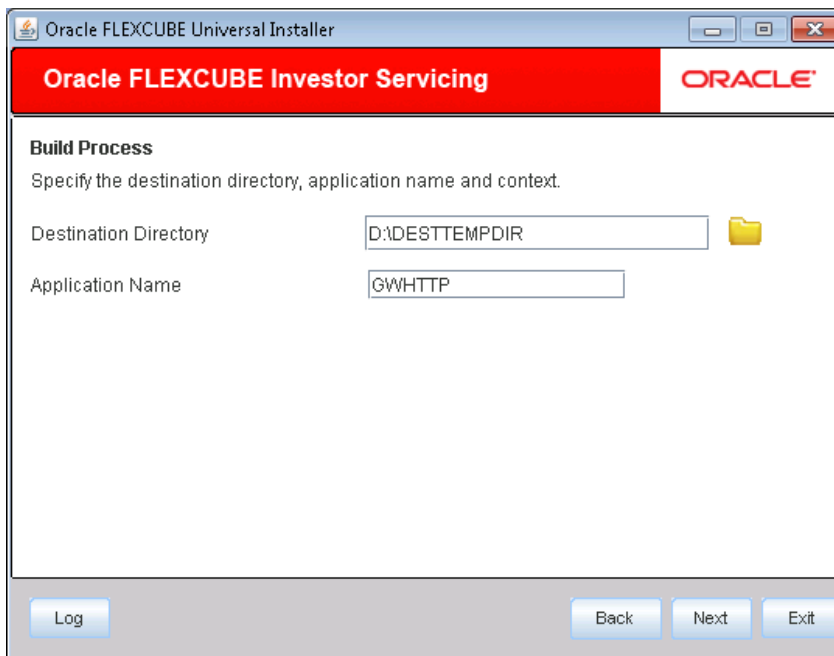 Oracle FLEXCUBE Universal Installer
Oracle FLEXCUBE Investor Servicing
ORACLE
Build Process
Specify the destination directory, application name and context.
Destination Directory D:\DESTTEMPDIR
Application Name GWHTTP
Log Back Next Exit